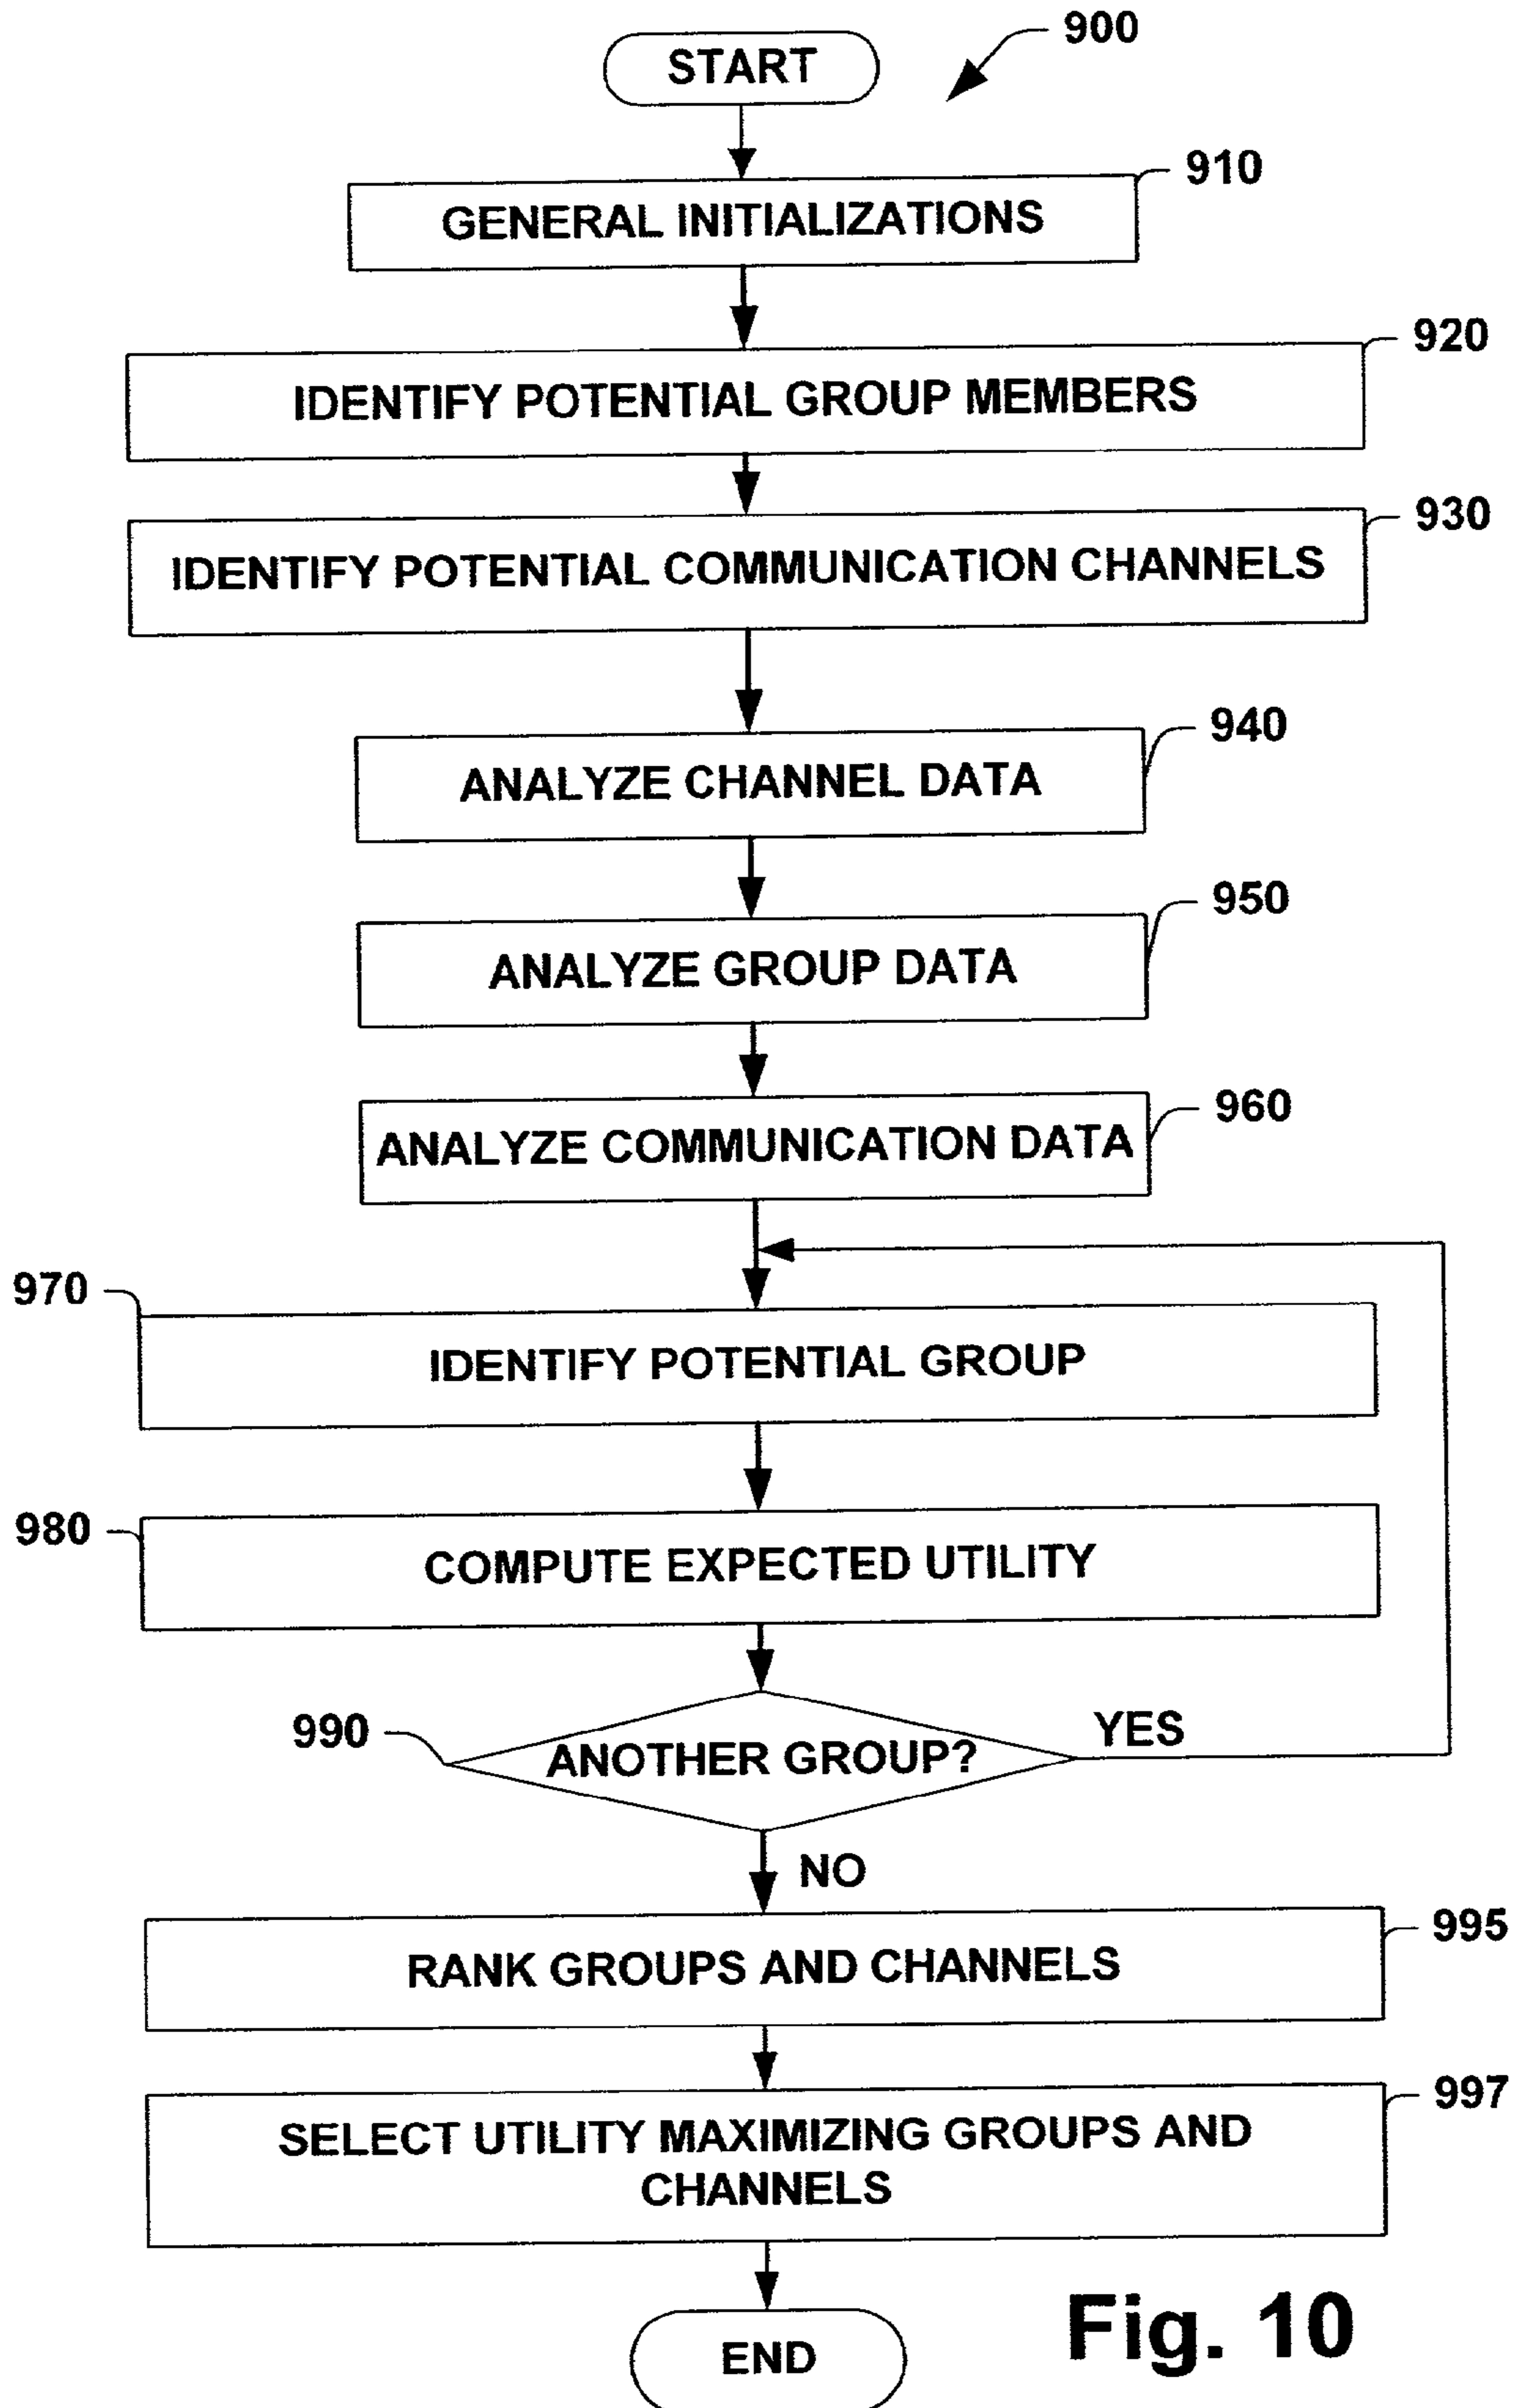 900
START
910
GENERAL INITIALIZATIONS
920
IDENTIFY POTENTIAL GROUP MEMBERS
930
IDENTIFY POTENTIAL COMMUNICATION CHANNELS
940
ANALYZE CHANNEL DATA
950
ANALYZE GROUP DATA
960
ANALYZE COMMUNICATION DATA
970
IDENTIFY POTENTIAL GROUP
980
COMPUTE EXPECTED UTILITY
990
ANOTHER GROUP?
YES
NO
995
RANK GROUPS AND CHANNELS
997
SELECT UTILITY MAXIMIZING GROUPS AND
CHANNELS
END
Fig. 10